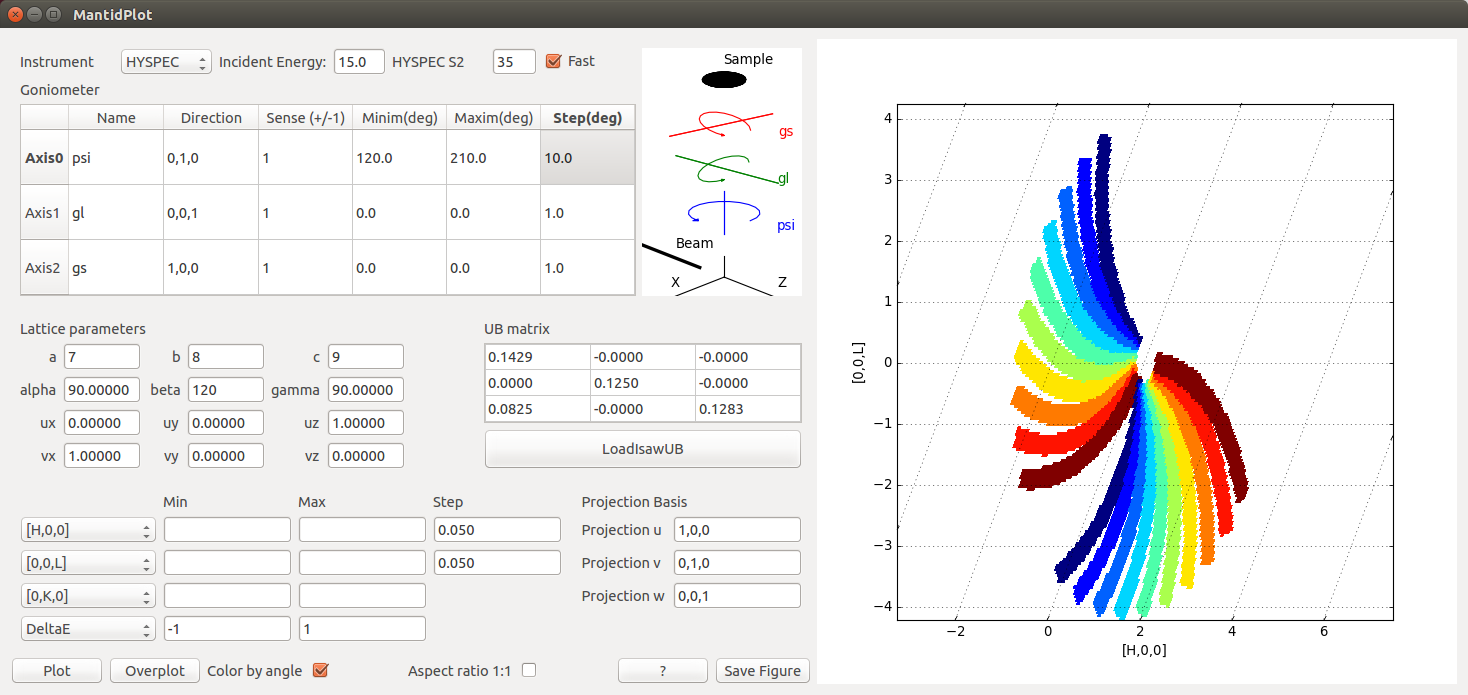 MantidPlot
Instrument HYSPEC Incident Energy: 15.0 HYSPEC S2 35 Fast
Goniometer
Name Direction Sense (+/-1) Minim(deg) Maxim(deg) Step(deg)
Axis0 psi 0,1,0 1 120.0 210.0 10.0
Axis1 gl 0,0,1 1 0.0 0.0 1.0
Axis2 gs 1,0,0 1 0.0 0.0 1.0
Sample
gs
gl
psi
Beam
X Z
Lattice parameters
a 7 b 8 c 9
alpha 90.00000 beta 120 gamma 90.00000
ux 0.00000 uy 0.00000 uz 1.00000
vx 1.00000 vy 0.00000 vz 0.00000
UB matrix
0.1429 -0.0000 -0.0000
0.0000 0.1250 -0.0000
0.0825 -0.0000 0.1283
LoadIsawUB
Min Max Step
[H,0,0] 0.050
[0,0,L] 0.050
[0,K,0]
DeltaE -1 1
Projection Basis
Projection u 1,0,0
Projection v 0,1,0
Projection w 0,0,1
Plot Overplot Color by angle Aspect ratio 1:1 ? Save Figure
4
3
2
1
0
−1
−2
−3
−4
[0,0,L]
−2 0 2 4 6
[H,0,0]